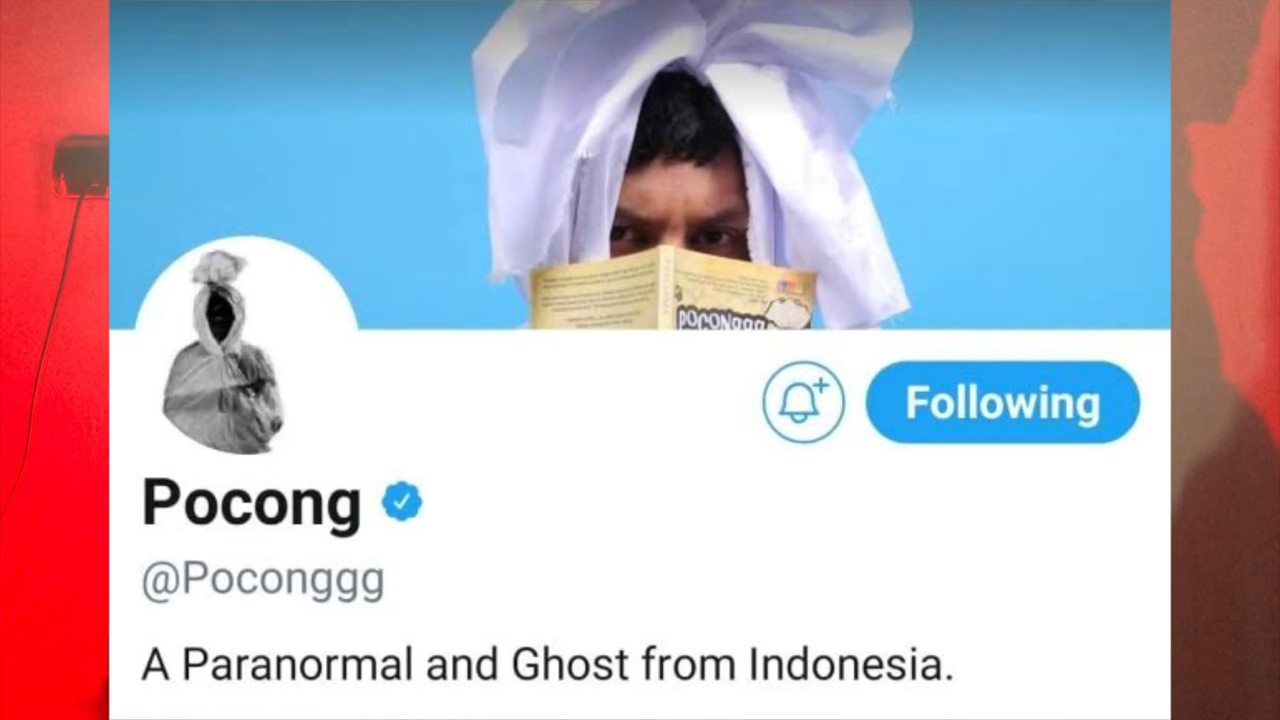 poconggg
Following
Pocong
@Poconggg
A Paranormal and Ghost from Indonesia.